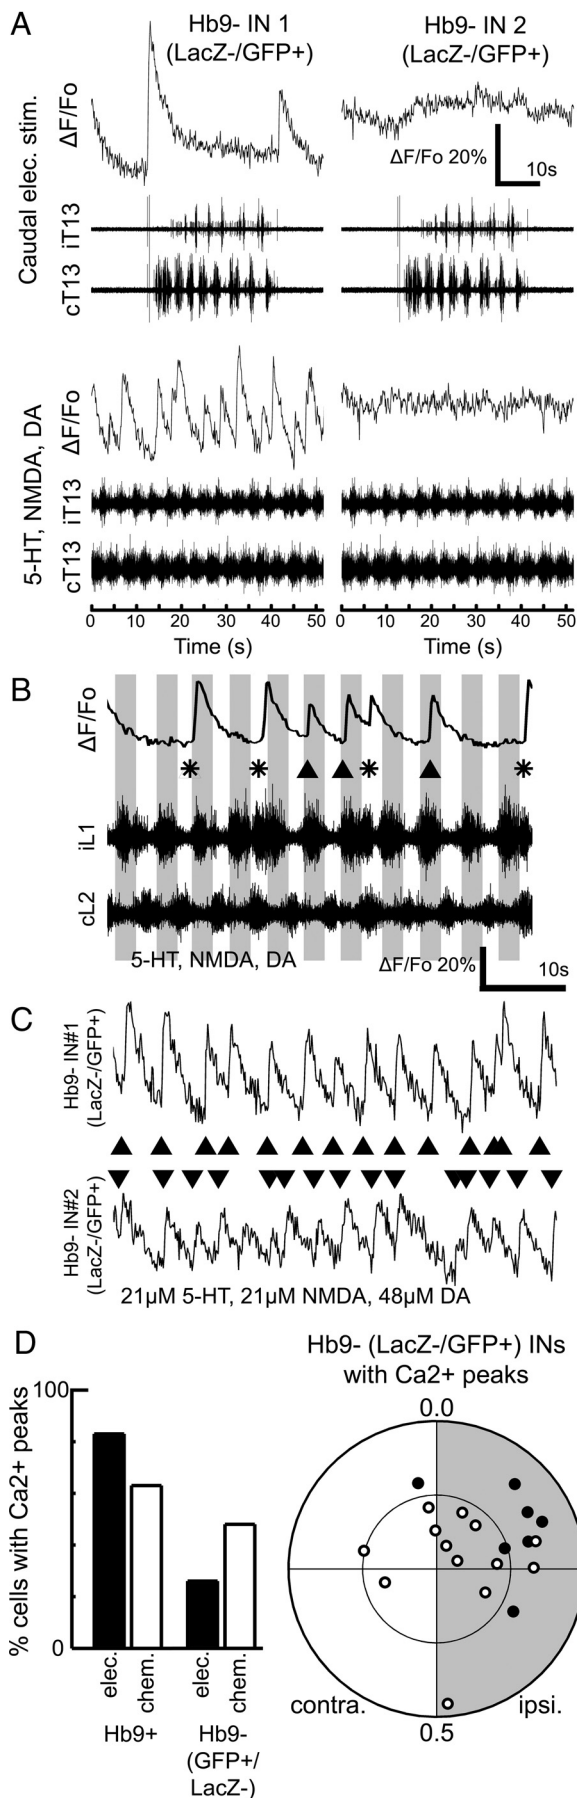 A
Hb9- IN 1
(LacZ-/GFP+)
Hb9- IN 2
(LacZ-/GFP+)
Caudal elec. stim.
ΔF/Fo
ΔF/Fo 20%
10s
iT13
cT13
5-HT, NMDA, DA
ΔF/Fo
iT13
cT13
0 10 20 30 40 50
0 10 20 30 40 50
Time (s)
Time (s)
B
ΔF/Fo
iL1
cL2
5-HT, NMDA, DA
ΔF/Fo 20%
10s
C
Hb9- IN#1
(LacZ-/GFP+)
Hb9- IN#2
(LacZ-/GFP+)
21µM 5-HT, 21µM NMDA, 48µM DA
D
% cells with Ca2+ peaks
100
0
elec.
chem.
elec.
chem.
Hb9+
Hb9-
(GFP+/
LacZ-)
Hb9- (LacZ-/GFP+) INs
with Ca2+ peaks
0.0
contra.
ipsi.
0.5